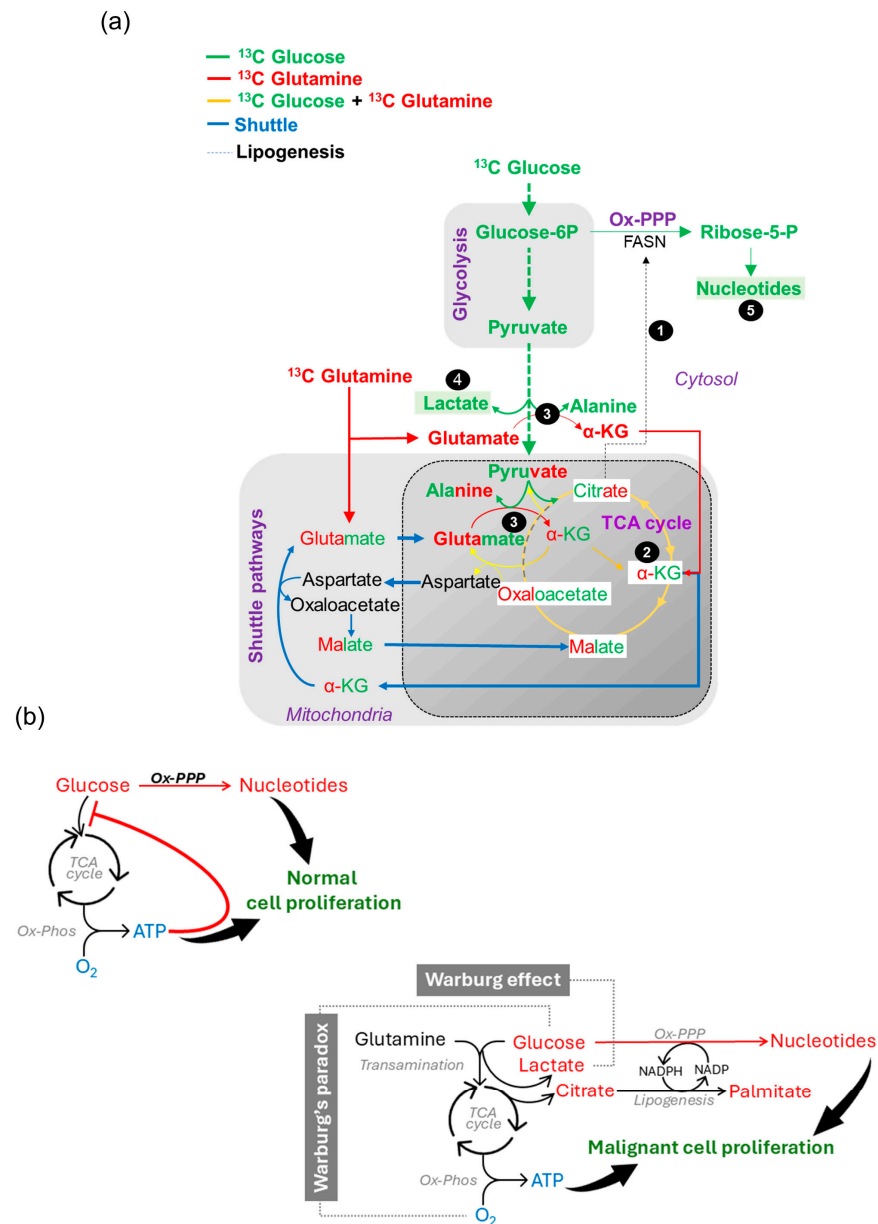 (a)
¹³C Glucose
¹³C Glutamine
¹³C Glucose + ¹³C Glutamine
Shuttle
Lipogenesis
¹³C Glucose
Glycolysis
Glucose-6P
Ox-PPP
FASN
Ribose-5-P
Nucleotides
5
Pyruvate
1
Cytosol
¹³C Glutamine
4
Lactate
3
Alanine
Glutamate
α-KG
Shuttle pathways
Pyruvate
Alanine
Citrate
3
TCA cycle
Glutamate
Glutamate
α-KG
2
α-KG
Aspartate
Aspartate
Oxaloacetate
Oxaloacetate
Malate
Malate
α-KG
Mitochondria
(b)
Glucose
Ox-PPP
Nucleotides
TCA
cycle
Normal
cell proliferation
Ox-Phos
ATP
O₂
Warburg effect
Warburg's paradox
Glutamine
Transamination
Glucose
Ox-PPP
Nucleotides
Lactate
NADPH
NADP
Citrate
Lipogenesis
Palmitate
TCA
cycle
Malignant cell proliferation
Ox-Phos
ATP
O₂